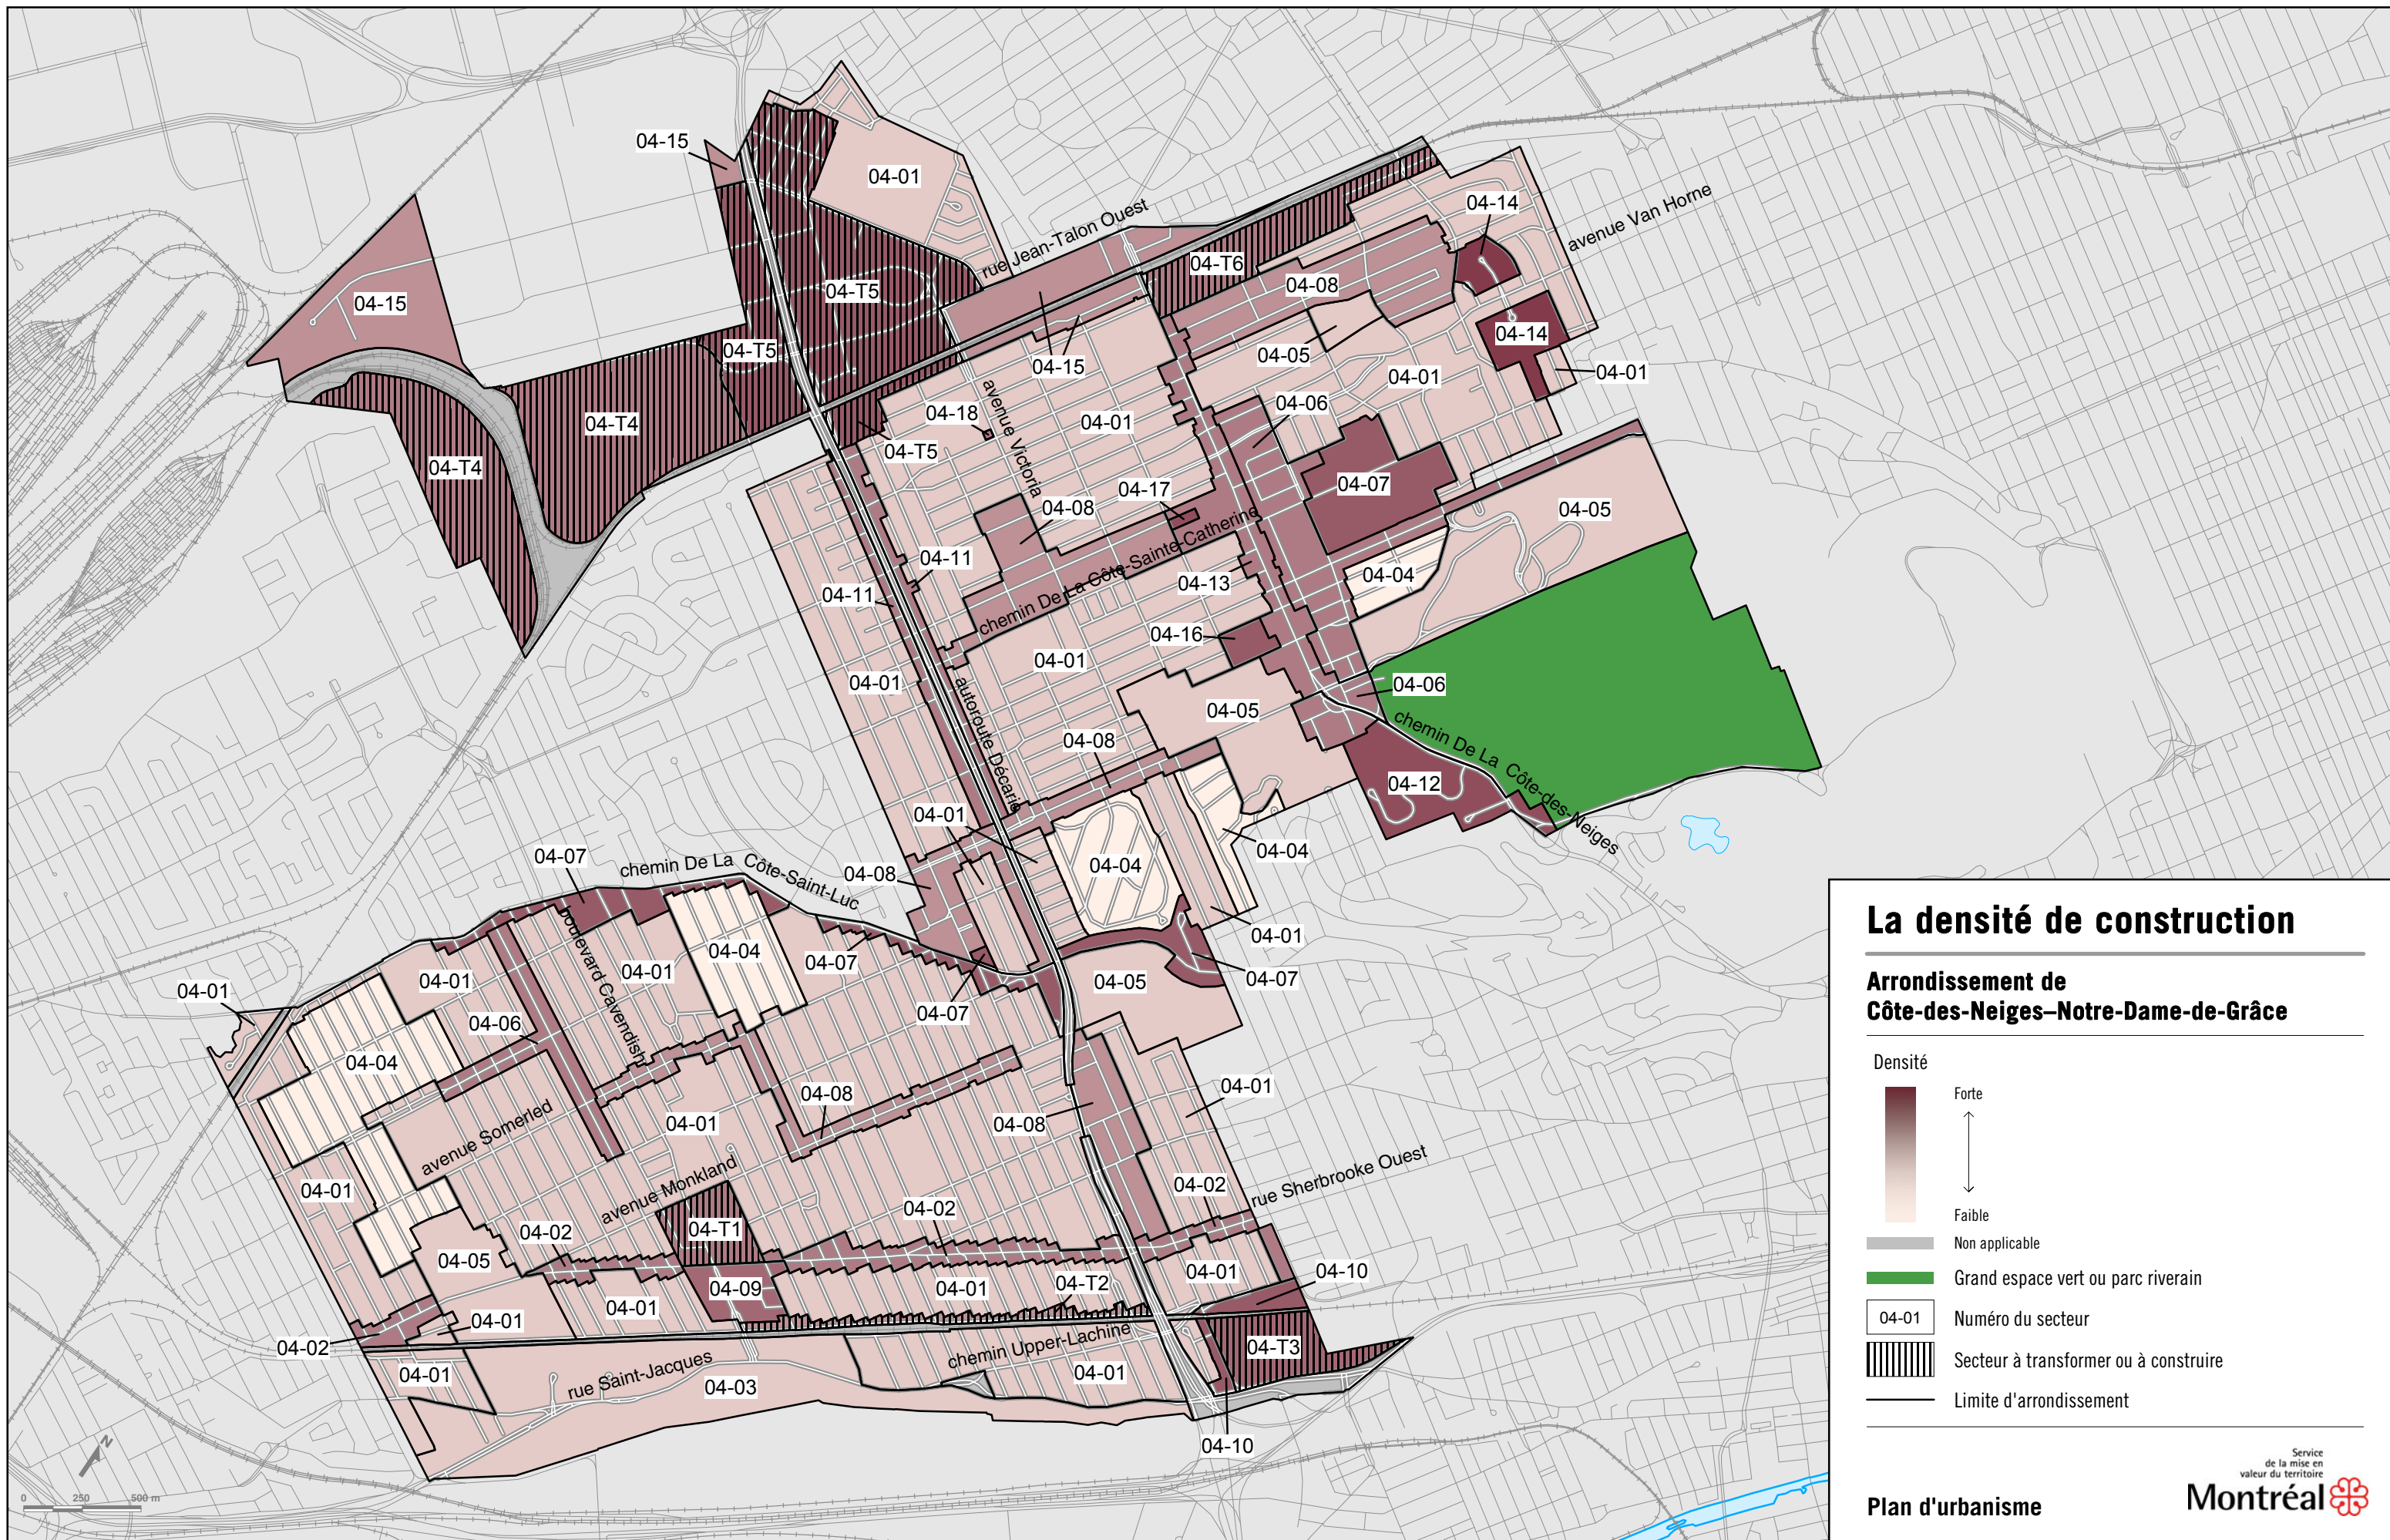 04-15
04-01
04-14
avenue Van Horne
rue Jean-Talon Ouest
04-T6
04-08
04-T5
04-15
04-14
04-T5
04-05
04-15
04-01
04-01
04-06
04-18
avenue Victoria
04-01
04-T4
04-T5
04-T4
04-17
04-07
04-08
04-05
chemin De La Côte-Sainte-Catherine
04-11
04-13
04-04
04-11
04-16
04-01
04-01
04-06
autoroute Décarie
04-05
chemin De La Côte-des-Neiges
04-08
04-12
04-01
04-04
04-07
chemin De La Côte-Saint-Luc
04-08
04-04
04-01
boulevard Cavendish
04-04
04-01
04-01
04-07
04-05
04-07
04-01
04-06
04-07
04-04
04-08
04-01
avenue Somerled
04-01
04-08
avenue Monkland
rue Sherbrooke Ouest
04-01
04-02
04-02
04-T1
04-02
04-05
04-01
04-10
04-09
04-01
04-T2
04-01
04-01
04-02
chemin Upper-Lachine
04-T3
04-01
rue Saint-Jacques
04-03
04-01
04-10
N
0 250 500 m
La densité de construction
Arrondissement de
Côte-des-Neiges–Notre-Dame-de-Grâce
Densité
Forte
Faible
Non applicable
Grand espace vert ou parc riverain
04-01 Numéro du secteur
Secteur à transformer ou à construire
Limite d'arrondissement
Service
de la mise en
valeur du territoire
Plan d'urbanisme
Montréal